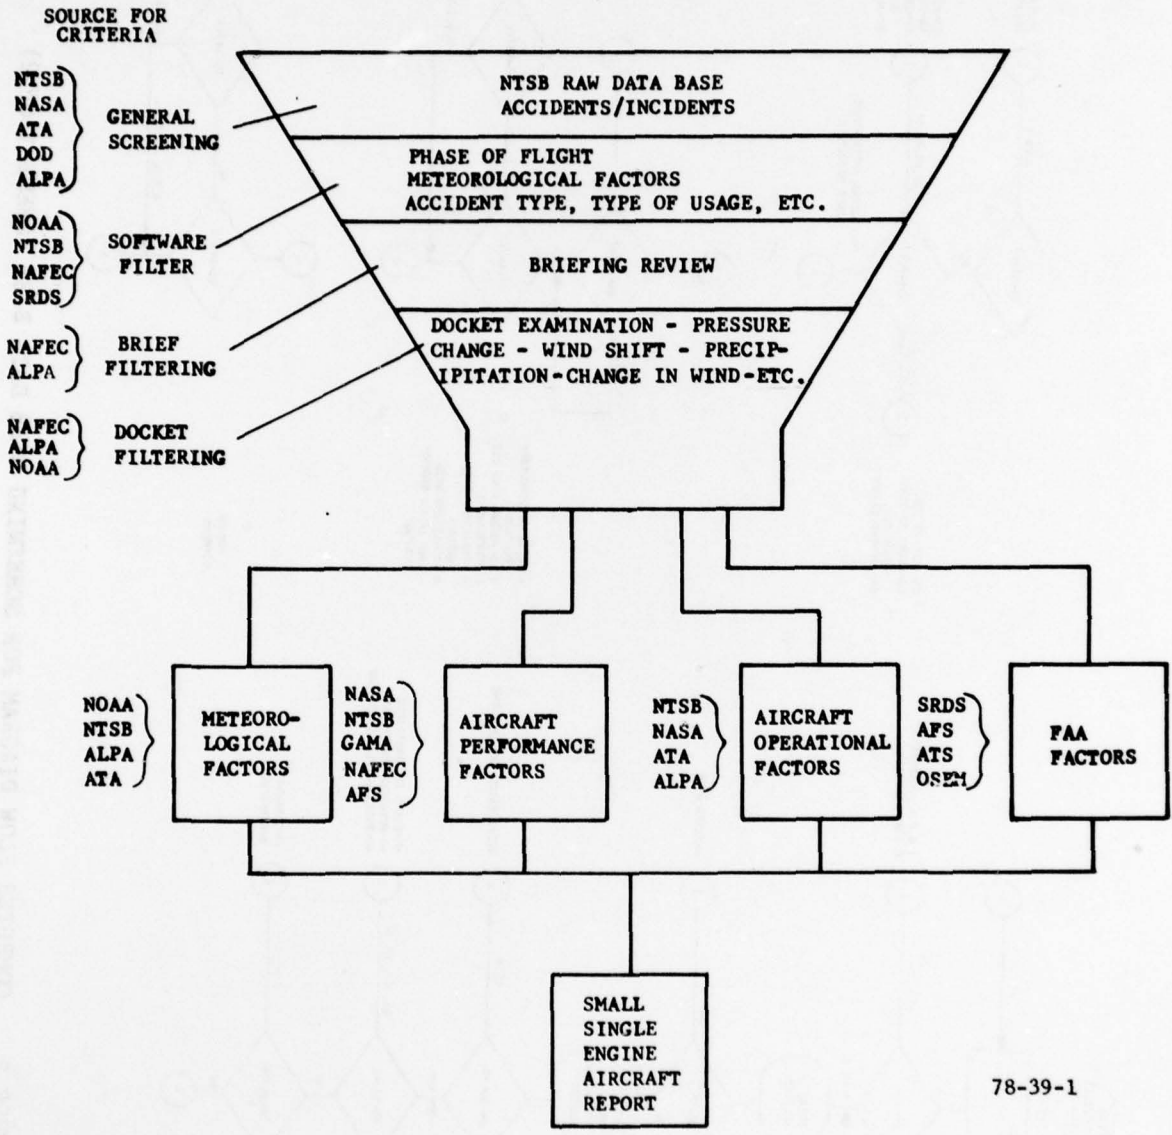 SOURCE FOR
CRITERIA
NTSB
NASA
ATA
DOD
ALPA
GENERAL
SCREENING
NTSB RAW DATA BASE
ACCIDENTS/INCIDENTS
PHASE OF FLIGHT
METEOROLOGICAL FACTORS
ACCIDENT TYPE, TYPE OF USAGE, ETC.
NOAA
NTSB
NAFEC
SRDS
SOFTWARE
FILTER
BRIEFING REVIEW
NAFEC
ALPA
BRIEF
FILTERING
DOCKET EXAMINATION - PRESSURE
CHANGE - WIND SHIFT - PRECIP-
IPITATION-CHANGE IN WIND-ETC.
NAFEC
ALPA
NOAA
DOCKET
FILTERING
NOAA
NTSB
ALPA
ATA
METEORO-
LOGICAL
FACTORS
NASA
NTSB
GAMA
NAFEC
AFS
AIRCRAFT
PERFORMANCE
FACTORS
NTSB
NASA
ATA
ALPA
AIRCRAFT
OPERATIONAL
FACTORS
SRDS
AFS
ATS
OSEM
FAA
FACTORS
SMALL
SINGLE
ENGINE
AIRCRAFT
REPORT
78-39-1